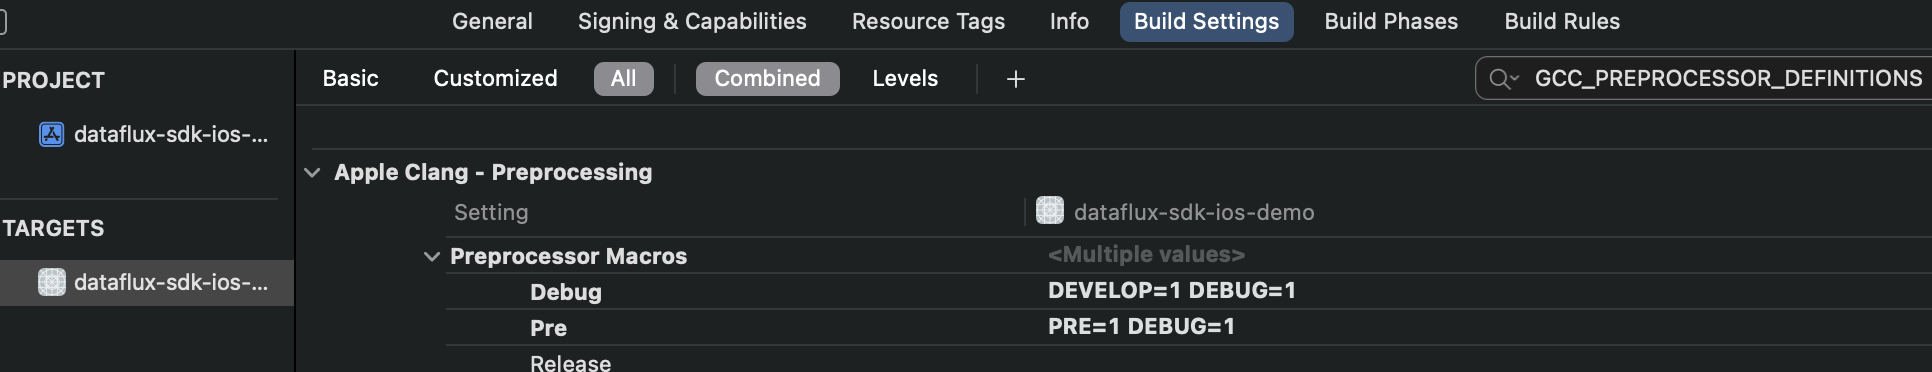 General Signing & Capabilities Resource Tags Info Build Settings Build Phases Build Rules
PROJECT
Basic Customized All Combined Levels + GCC_PREPROCESSOR_DEFINITIONS
dataflux-sdk-ios-...
Apple Clang - Preprocessing
Setting dataflux-sdk-ios-demo
TARGETS
Preprocessor Macros <Multiple values>
dataflux-sdk-ios-...
Debug DEVELOP=1 DEBUG=1
Pre PRE=1 DEBUG=1
Release